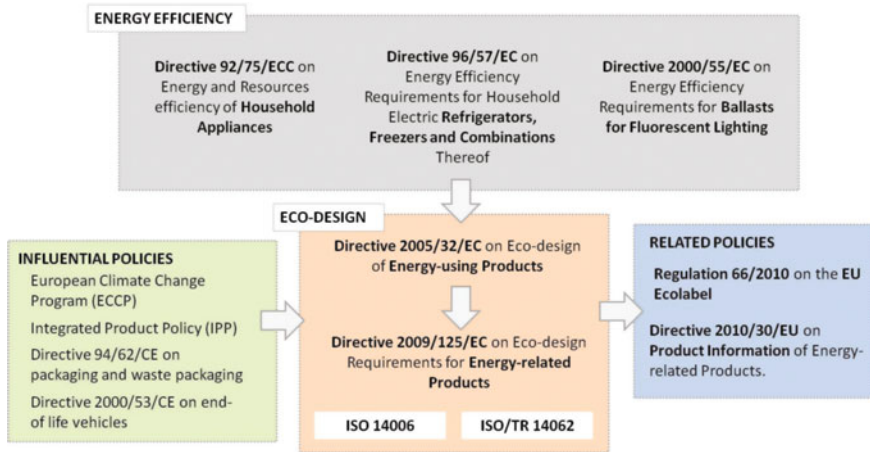 ENERGY EFFICIENCY
Directive 92/75/ECC on
Energy and Resources
efficiency of Household
Appliances
Directive 96/57/EC on
Energy Efficiency
Requirements for Household
Electric Refrigerators,
Freezers and Combinations
Thereof
Directive 2000/55/EC on
Energy Efficiency
Requirements for Ballasts
for Fluorescent Lighting
ECO-DESIGN
Directive 2005/32/EC on Eco-design
of Energy-using Products
Directive 2009/125/EC on Eco-design
Requirements for Energy-related
Products
ISO 14006
ISO/TR 14062
INFLUENTIAL POLICIES
European Climate Change
Program (ECCP)
Integrated Product Policy (IPP)
Directive 94/62/CE on
packaging and waste packaging
Directive 2000/53/CE on end-
of life vehicles
RELATED POLICIES
Regulation 66/2010 on the EU
Ecolabel
Directive 2010/30/EU on
Product Information of Energy-
related Products.